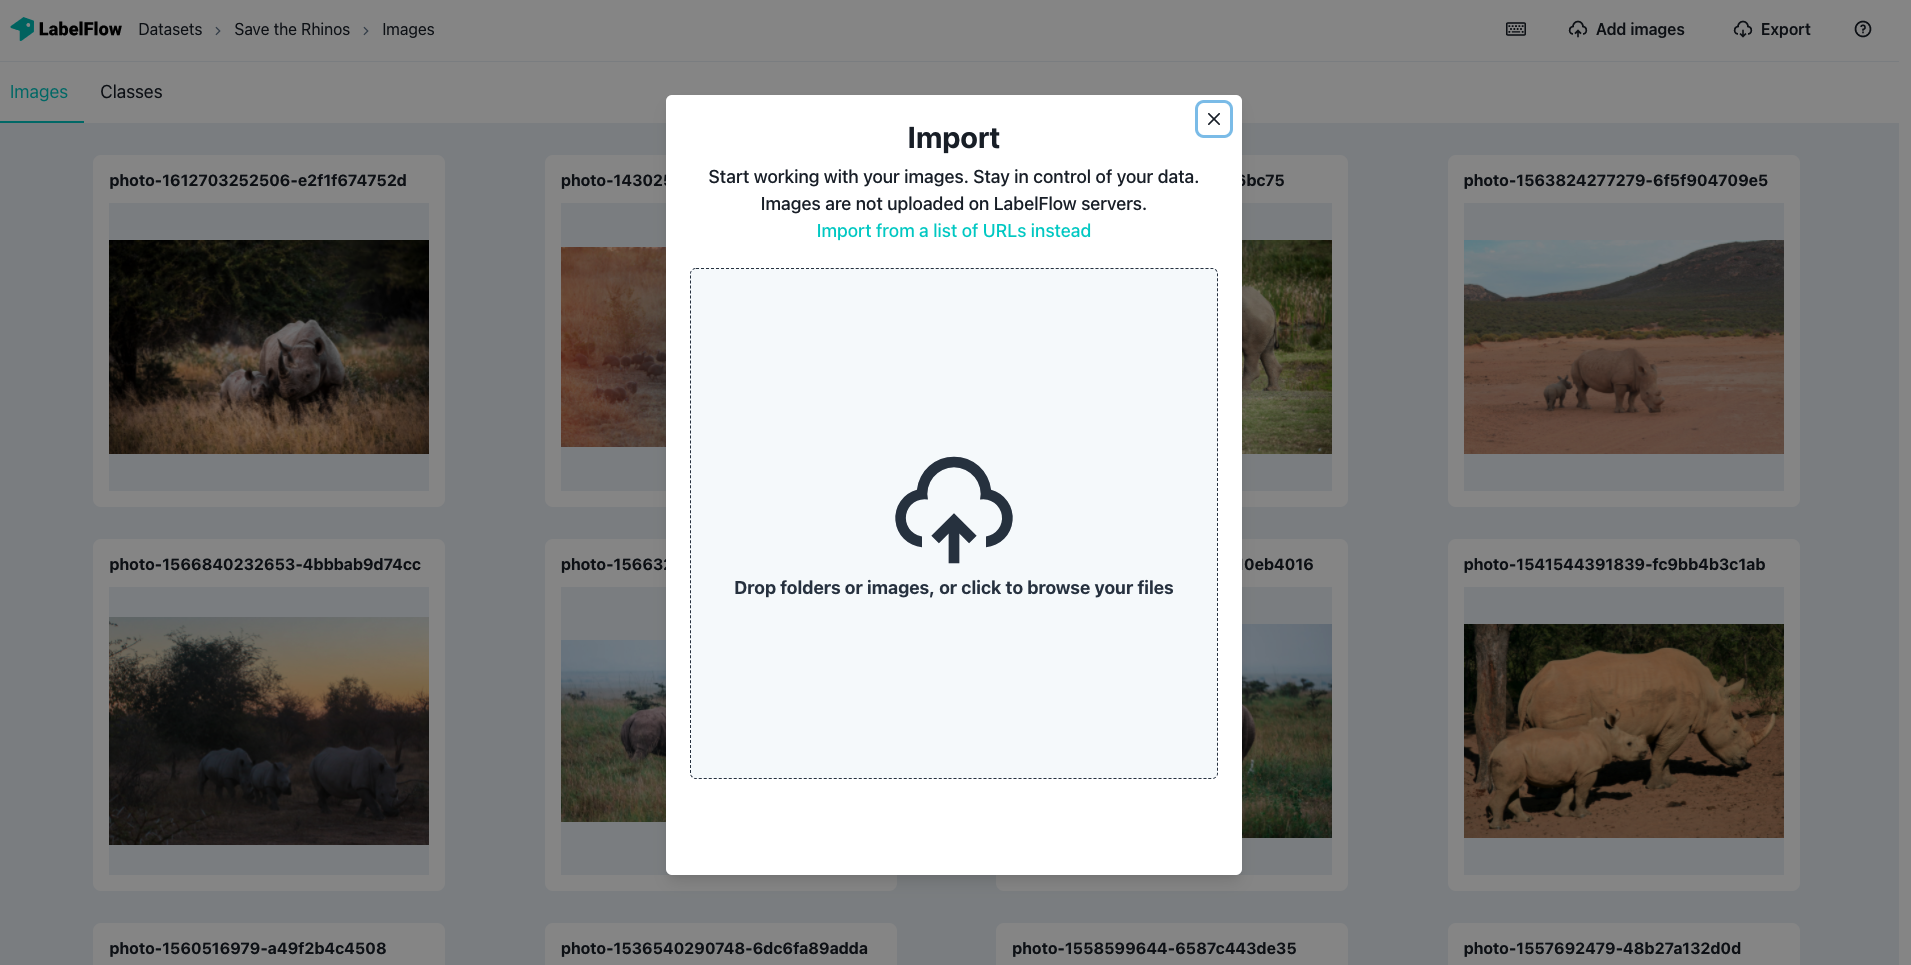 LabelFlow Datasets > Save the Rhinos > Images Add images Export
Images Classes
Import
Start working with your images. Stay in control of your data.
Images are not uploaded on LabelFlow servers.
Import from a list of URLs instead
Drop folders or images, or click to browse your files
photo-1612703252506-e2f1f674752d
photo-14302
bc75
photo-1563824277279-6f5f904709e5
photo-1566840232653-4bbbab9d74cc
photo-15663
0eb4016
photo-1541544391839-fc9bb4b3c1ab
photo-1560516979-a49f2b4c4508
photo-1536540290748-6dc6fa89adda
photo-1558599644-6587c443de35
photo-1557692479-48b27a132d0d